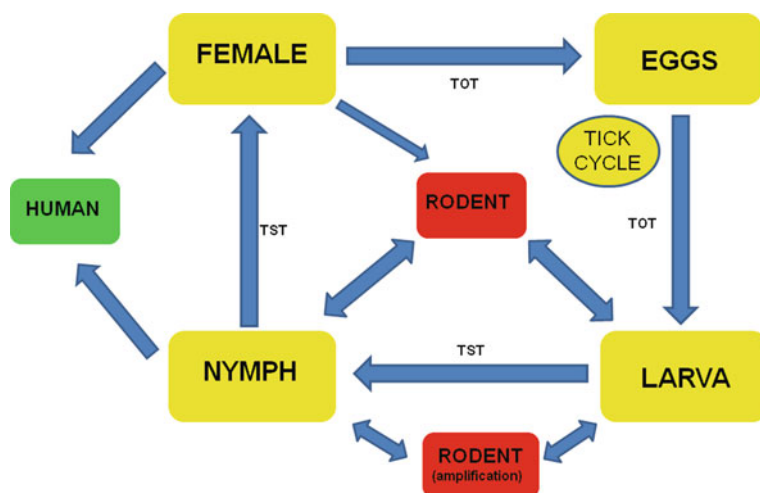 FEMALE
EGGS
TOT
TICK
CYCLE
HUMAN
RODENT
TST
TOT
NYMPH
TST
LARVA
RODENT
(amplification)